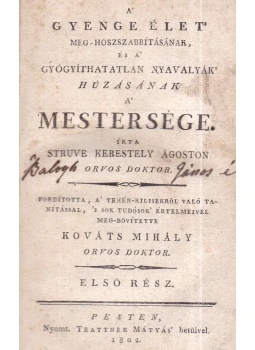 A'
GYENGE ÉLET'
MEG-HOSZSZABBÍTÁSÁNAK,
ES A'
GYÓGYÍTHATATLAN NYAVALYÁK'
HÚZÁSÁNAK
A'
MESTERSÉGE.
ÍRTA
STRUVE KERESTELY ÁGOSTON
ORVOS DOKTOR.
Balogh János é
FORDÍTOTTA, A' TEHÉN-HILISEKRŐL VALÓ TA-
NÍTÁSSAL, 'S SOK TUDÓSOK' ÉRTELMEIVEL
MEG-BŐVÍTETTE
KOVÁTS MIHÁLY
ORVOS DOKTOR.
ELSO RÉSZ.
PESTEN,
Nyomt. TRATTNER MÁTYÁS' betűivel.
1802.